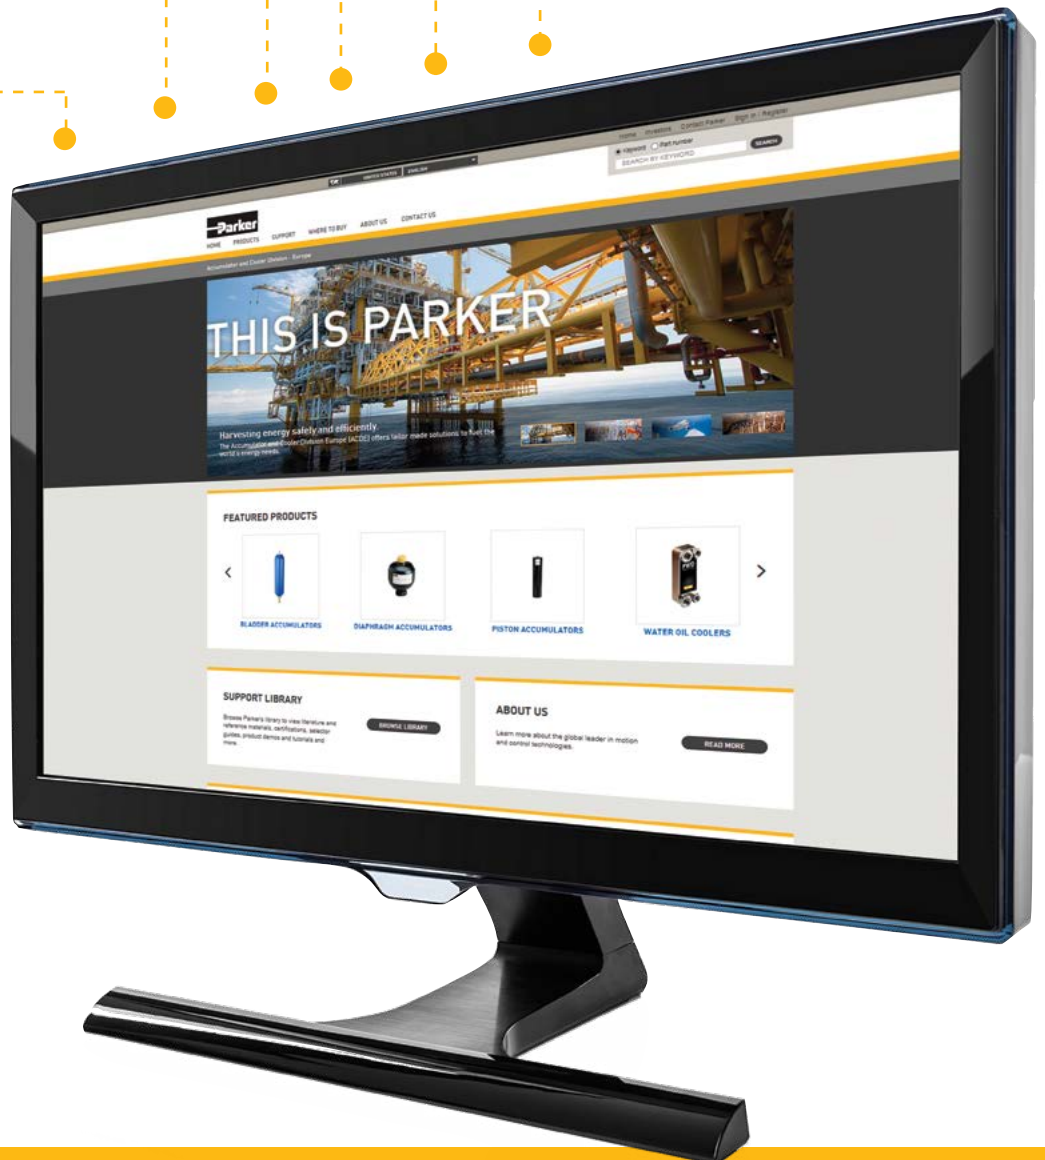 Home Investors Contact Parker Sign In / Register
Keyword Part number
SEARCH BY KEYWORD SEARCH
UNITED STATES ENGLISH
Parker
HOME PRODUCTS SUPPORT WHERE TO BUY ABOUT US CONTACT US
Accumulator and Cooler Division - Europe
THIS IS PARKER
Harvesting energy safely and efficiently.
The Accumulator and Cooler Division Europe (ACDE) offers tailor made solutions to fuel the
world's energy needs.
FEATURED PRODUCTS
BLADDER ACCUMULATORS DIAPHRAGM ACCUMULATORS PISTON ACCUMULATORS WATER OIL COOLERS
SUPPORT LIBRARY
Browse Parker's library to view literature and
reference materials, certifications, selector
guides, product demos and tutorials and
more.
BROWSE LIBRARY
ABOUT US
Learn more about the global leader in motion
and control technologies.
READ MORE